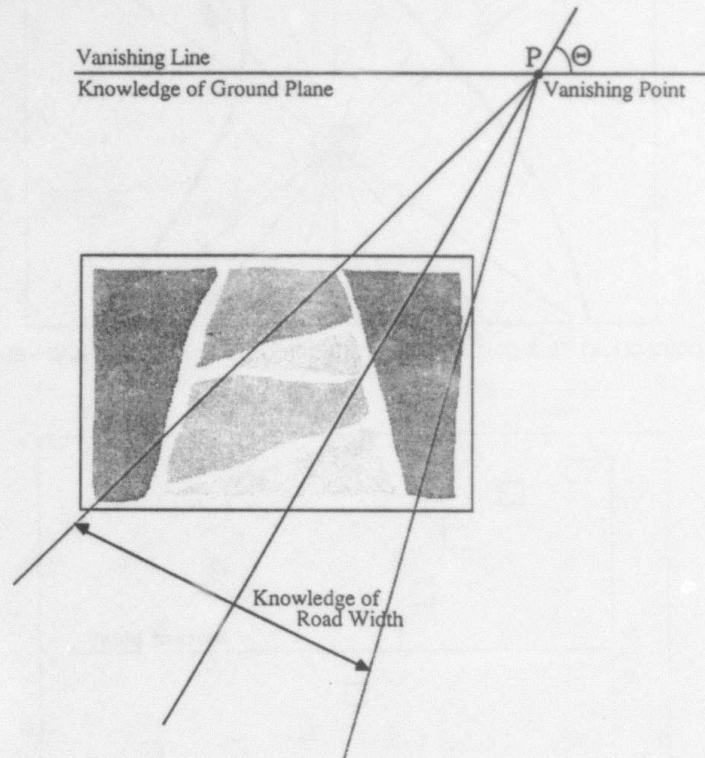 Vanishing Line
P Θ
Knowledge of Ground Plane
Vanishing Point
Knowledge of
Road Width